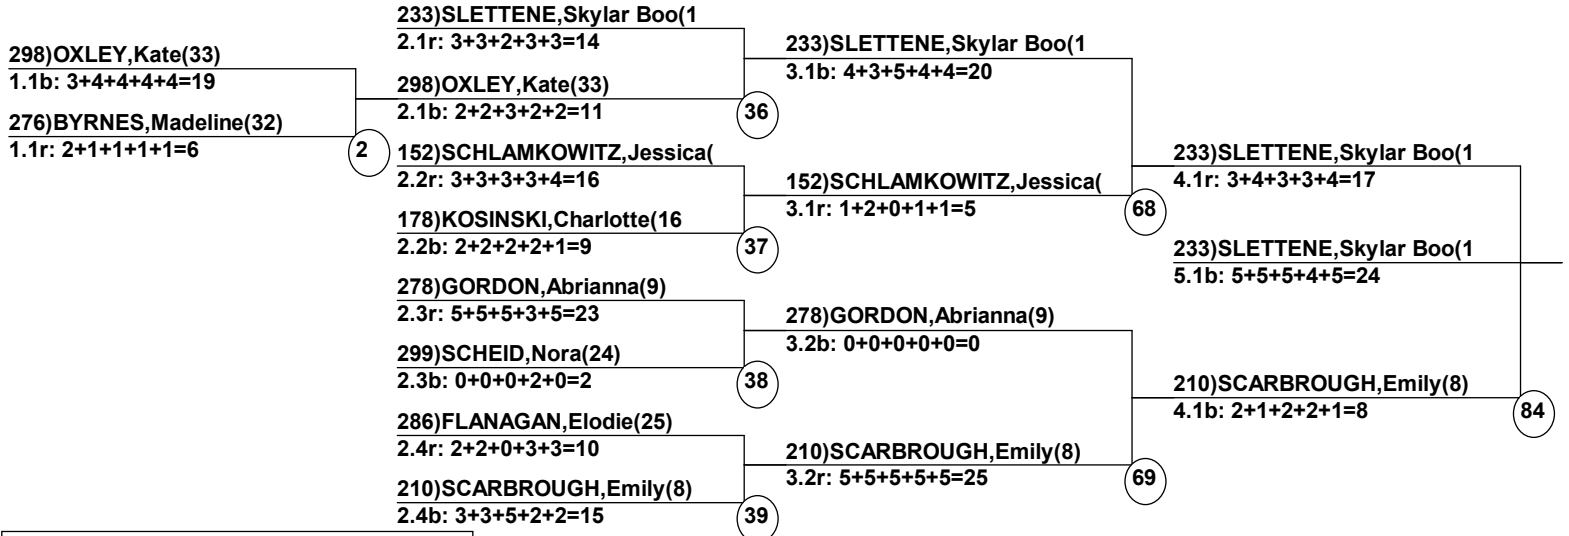 298)OXLEY,Kate(33)
1.1b: 3+4+4+4+4=19
276)BYRNES,Madeline(32)
1.1r: 2+1+1+1+1=6
2
233)SLETTENE,Skylar Boo(1
2.1r: 3+3+2+3+3=14
298)OXLEY,Kate(33)
2.1b: 2+2+3+2+2=11
36
152)SCHLAMKOWITZ,Jessica(
2.2r: 3+3+3+3+4=16
178)KOSINSKI,Charlotte(16
2.2b: 2+2+2+2+1=9
37
278)GORDON,Abrianna(9)
2.3r: 5+5+5+3+5=23
299)SCHEID,Nora(24)
2.3b: 0+0+0+2+0=2
38
286)FLANAGAN,Elodie(25)
2.4r: 2+2+0+3+3=10
210)SCARBROUGH,Emily(8)
2.4b: 3+3+5+2+2=15
39
233)SLETTENE,Skylar Boo(1
3.1b: 4+3+5+4+4=20
152)SCHLAMKOWITZ,Jessica(
3.1r: 1+2+0+1+1=5
68
278)GORDON,Abrianna(9)
3.2b: 0+0+0+0+0=0
210)SCARBROUGH,Emily(8)
3.2r: 5+5+5+5+5=25
69
233)SLETTENE,Skylar Boo(1
4.1r: 3+4+3+3+4=17
233)SLETTENE,Skylar Boo(1
5.1b: 5+5+5+4+5=24
210)SCARBROUGH,Emily(8)
4.1b: 2+1+2+2+1=8
84